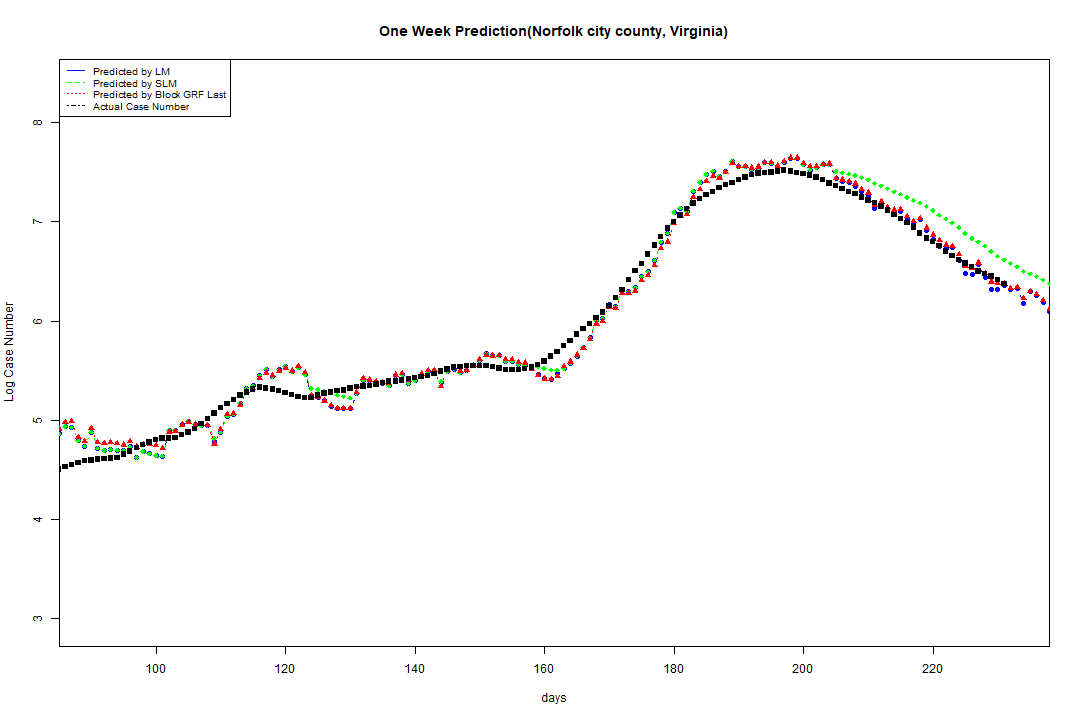 One Week Prediction(Norfolk city county, Virginia)
Predicted by LM
Predicted by SLM
Predicted by Block GRF Last
Actual Case Number
Log Case Number
8
7
6
5
4
3
100 120 140 160 180 200 220
days